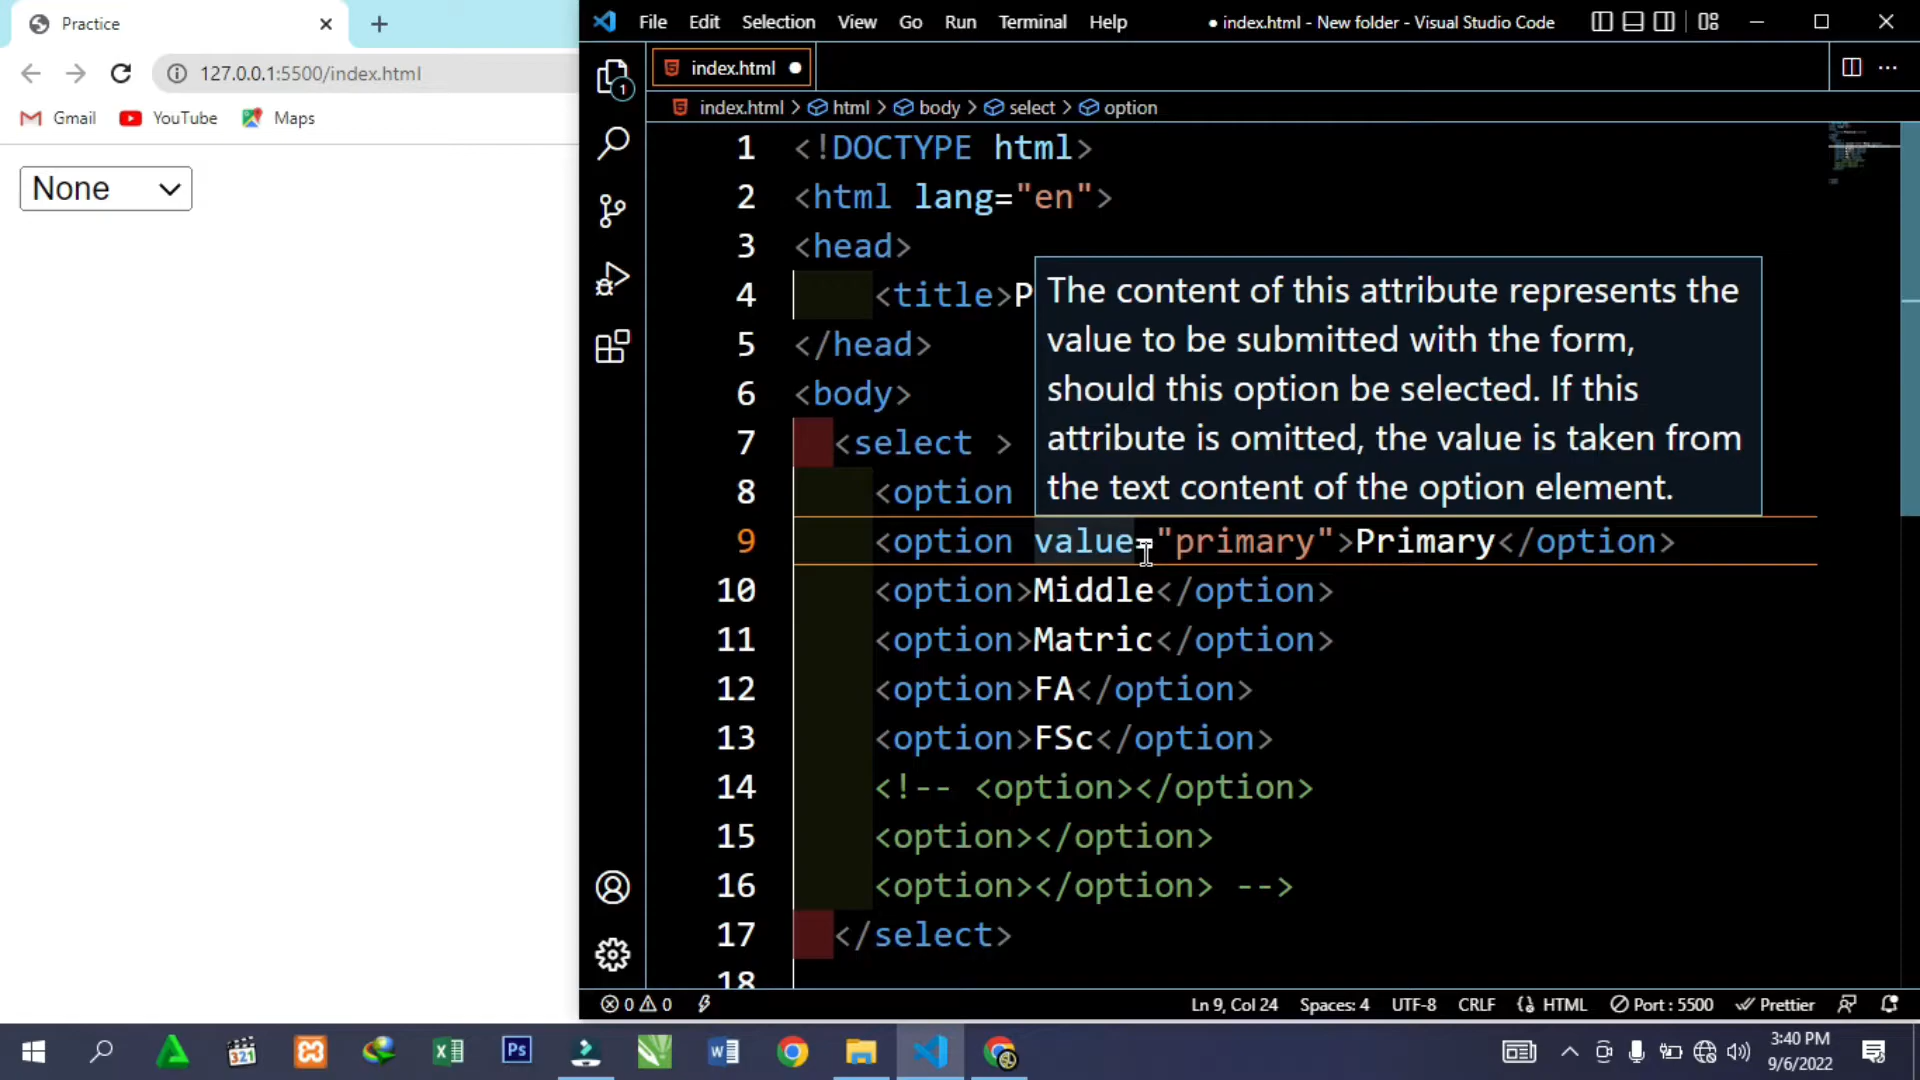 Practice
127.0.0.1:5500/index.html
Gmail YouTube Maps
None
File Edit Selection View Go Run Terminal Help ● index.html - New folder - Visual Studio Code
index.html ●
1
index.html > html > body > select > option
1 <!DOCTYPE html>
2 <html lang="en">
3 <head>
4 <title>P
5 </head>
6 <body>
7 <select >
8 <option
The content of this attribute represents the
value to be submitted with the form,
should this option be selected. If this
attribute is omitted, the value is taken from
the text content of the option element.
9 <option value="primary">Primary</option>
10 <option>Middle</option>
11 <option>Matric</option>
12 <option>FA</option>
13 <option>FSc</option>
14 <!-- <option></option>
15 <option></option>
16 <option></option> -->
17 </select>
18
0 0 Ln 9, Col 24 Spaces: 4 UTF-8 CRLF HTML Port : 5500 Prettier
321 Ps
3:40 PM
9/6/2022